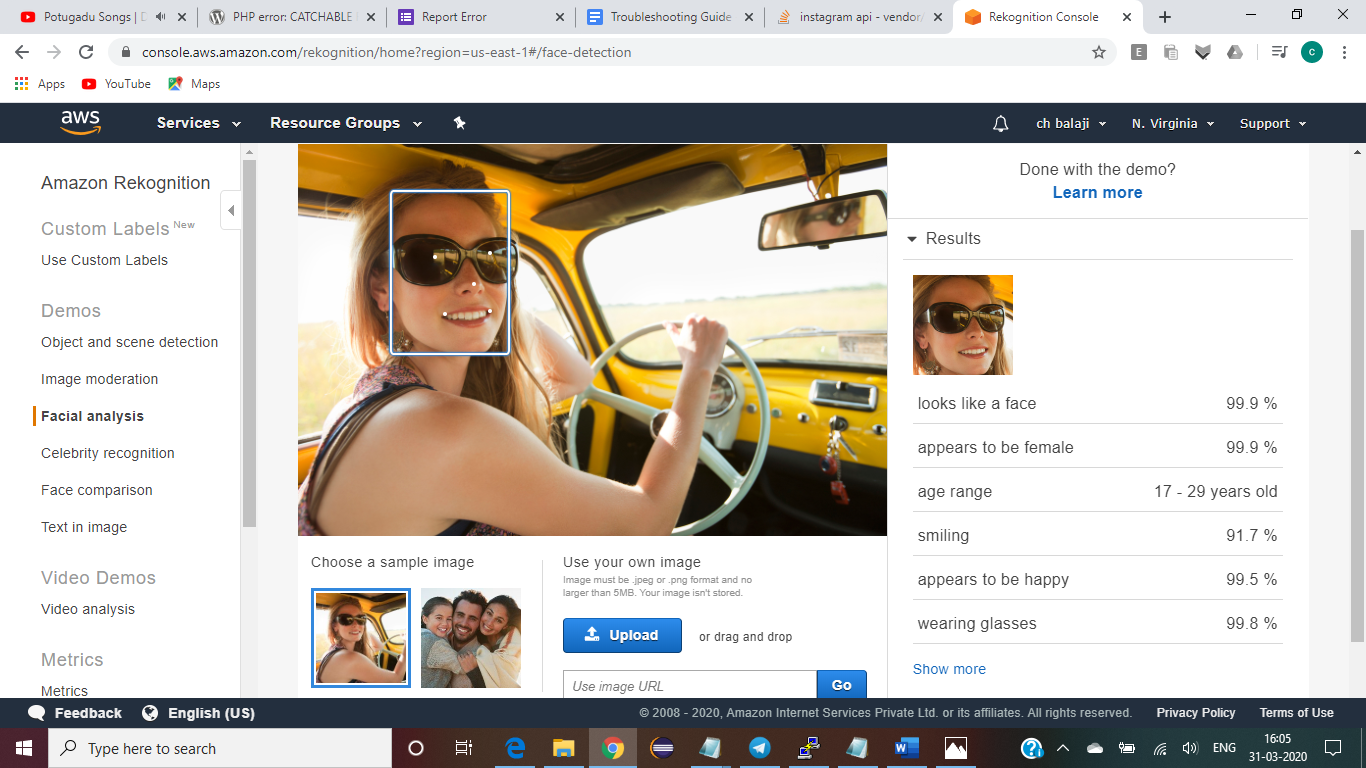 Potugadu Songs | D
PHP error: CATCHABLE
Report Error
Troubleshooting Guide
instagram api - vendor/
Rekognition Console
console.aws.amazon.com/rekognition/home?region=us-east-1#/face-detection
E
c
Apps
YouTube
Maps
aws
Services
Resource Groups
ch balaji
N. Virginia
Support
Amazon Rekognition
Custom Labels New
Use Custom Labels
Demos
Object and scene detection
Image moderation
Facial analysis
Celebrity recognition
Face comparison
Text in image
Video Demos
Video analysis
Metrics
Metrics
Choose a sample image
Use your own image
Image must be .jpeg or .png format and no
larger than 5MB. Your image isn't stored.
Upload
or drag and drop
Use image URL
Go
Done with the demo?
Learn more
Results
looks like a face 99.9 %
appears to be female 99.9 %
age range 17 - 29 years old
smiling 91.7 %
appears to be happy 99.5 %
wearing glasses 99.8 %
Show more
Feedback
English (US)
© 2008 - 2020, Amazon Internet Services Private Ltd. or its affiliates. All rights reserved.
Privacy Policy
Terms of Use
Type here to search
ENG
16:05
31-03-2020